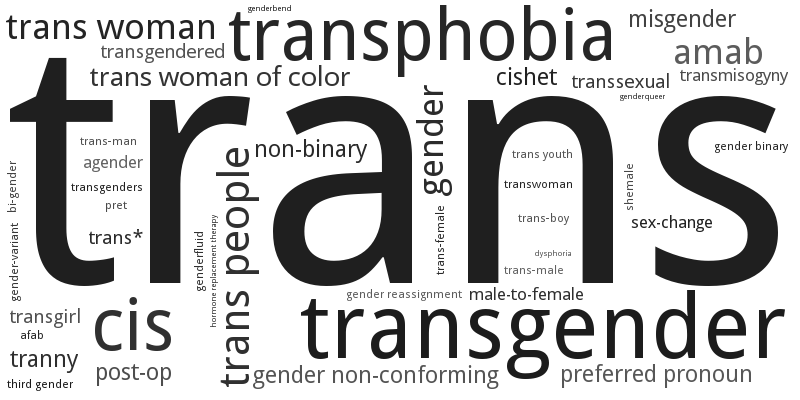 genderbend
trans woman
transphobia
misgender
transgendered
amab
trans woman of color
cishet
transsexual
transmisogyny
genderqueer
trans
gender
trans-man
non-binary
trans youth
gender binary
agender
trans people
bi-gender
transgenders
transwoman
shemale
pret
trans-female
trans-boy
sex-change
trans*
genderfluid
hormone replacement therapy
gender-variant
dysphoria
trans-male
gender reassignment
male-to-female
transgirl
cis
transgender
afab
tranny
post-op
gender non-conforming
preferred pronoun
third gender